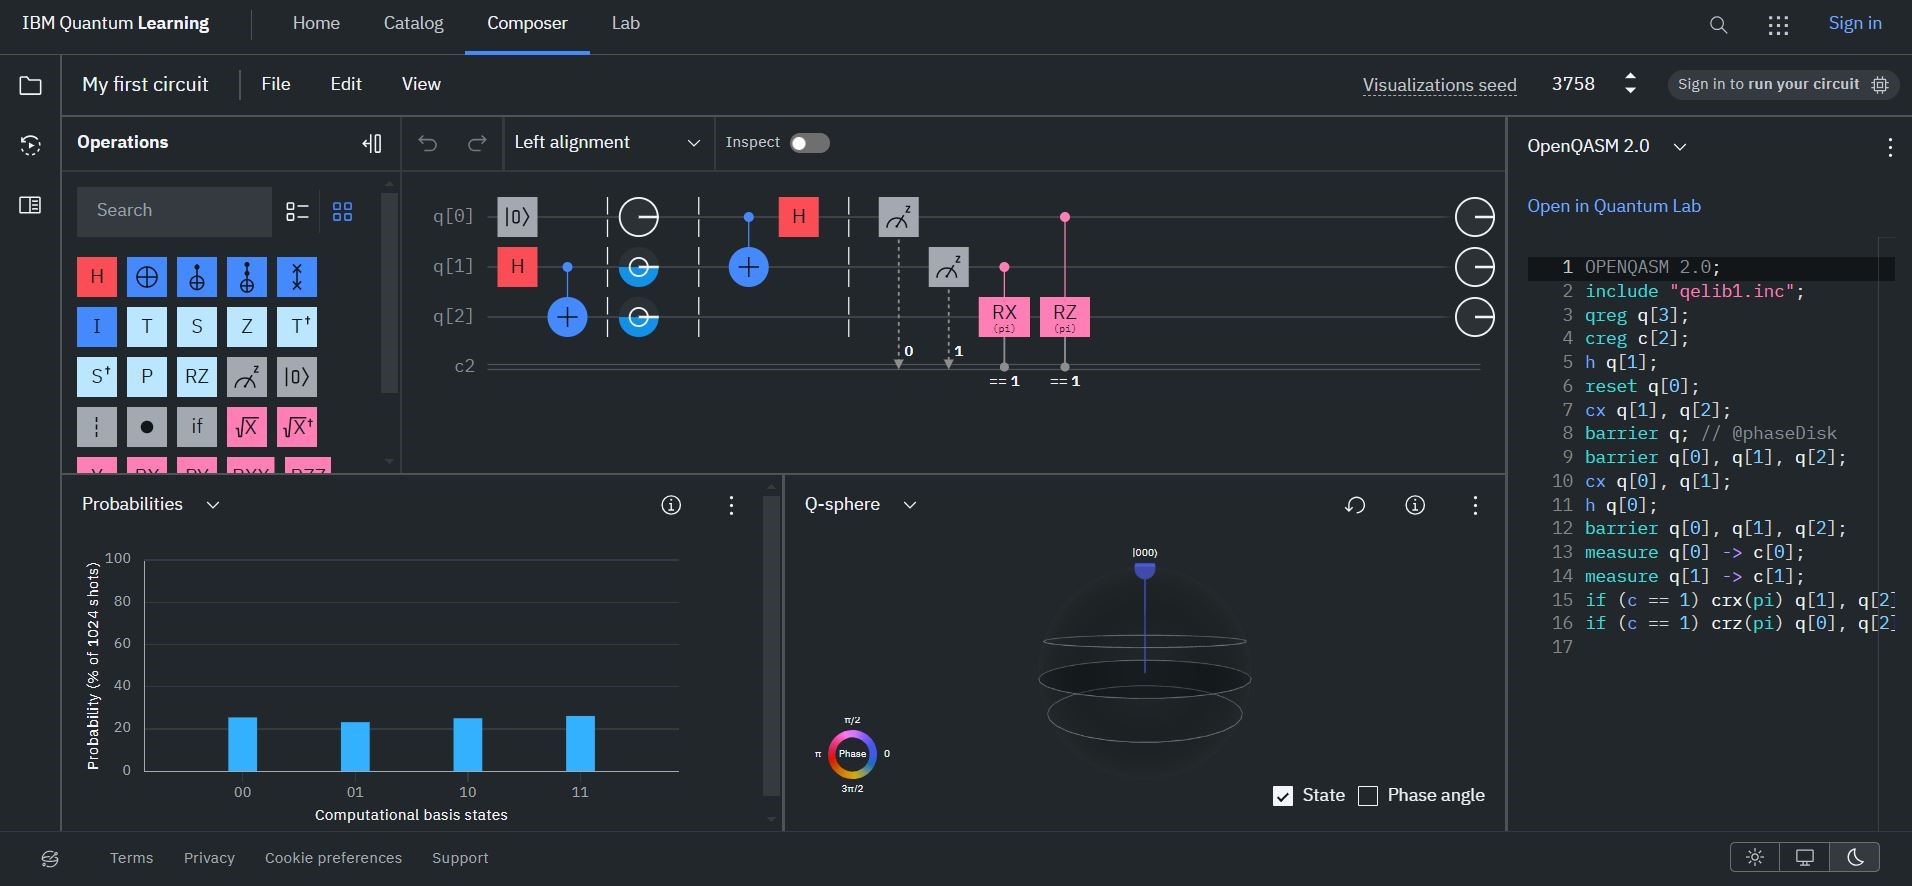 IBM Quantum Learning
Home
Catalog
Composer
Lab
Sign in
My first circuit
File
Edit
View
Visualizations seed
3758
Sign in to run your circuit
Operations
Left alignment
Inspect
OpenQASM 2.0
Search
Open in Quantum Lab
H
I
T
S
Z
T†
S†
P
RZ
z
|0⟩
if
√X
√X†
Y
RX
RY
RXX
RZZ
q[0]
|0⟩
H
z
q[1]
H
z
q[2]
RX
(pi)
RZ
(pi)
c2
0
1
== 1
== 1
1 OPENQASM 2.0;
2 include "qelib1.inc";
3 qreg q[3];
4 creg c[2];
5 h q[1];
6 reset q[0];
7 cx q[1], q[2];
8 barrier q; // @phaseDisk
9 barrier q[0], q[1], q[2];
10 cx q[0], q[1];
11 h q[0];
12 barrier q[0], q[1], q[2];
13 measure q[0] -> c[0];
14 measure q[1] -> c[1];
15 if (c == 1) crx(pi) q[1], q[2]
16 if (c == 1) crz(pi) q[0], q[2]
17
Probabilities
Probability (% of 1024 shots)
100
80
60
40
20
0
00
01
10
11
Computational basis states
Q-sphere
|000⟩
π/2
π
Phase
0
3π/2
State
Phase angle
Terms
Privacy
Cookie preferences
Support